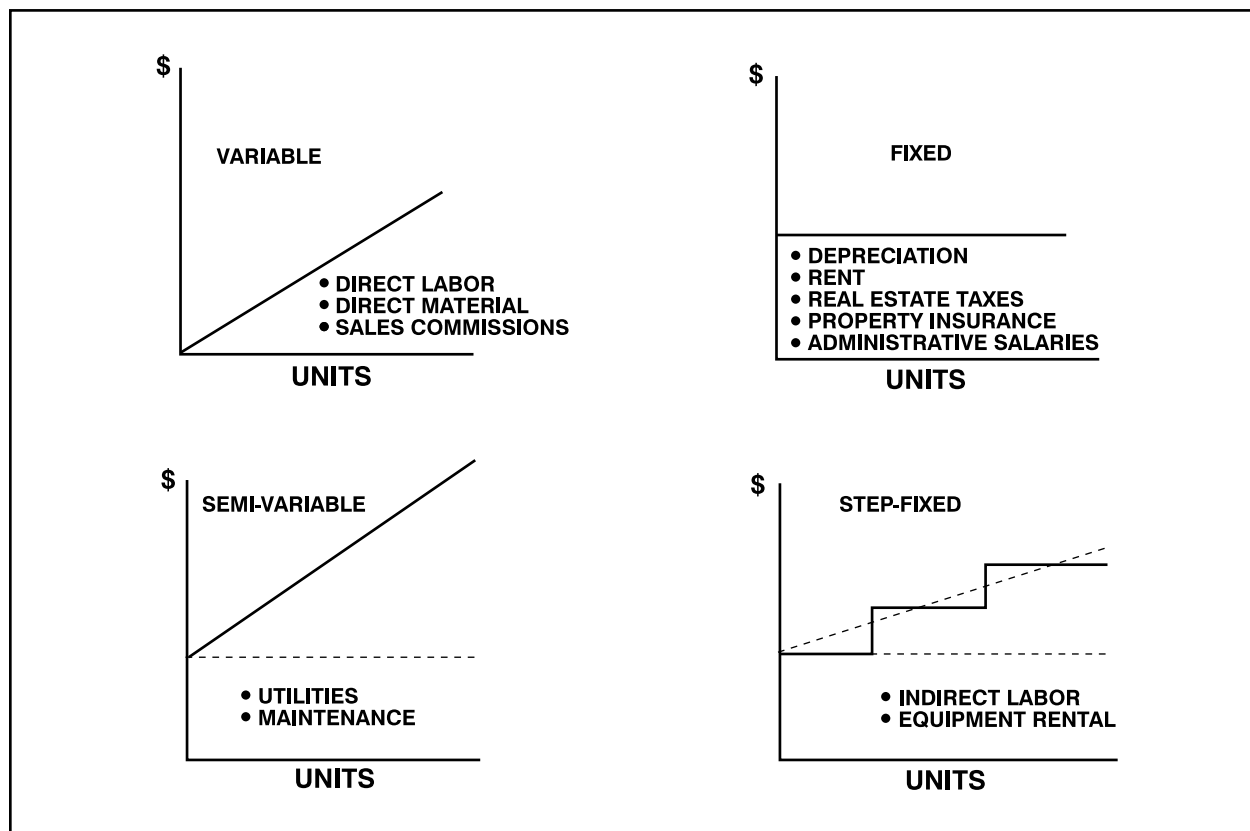 $
VARIABLE
• DIRECT LABOR
• DIRECT MATERIAL
• SALES COMMISSIONS
UNITS
$
FIXED
• DEPRECIATION
• RENT
• REAL ESTATE TAXES
• PROPERTY INSURANCE
• ADMINISTRATIVE SALARIES
UNITS
$
SEMI-VARIABLE
• UTILITIES
• MAINTENANCE
UNITS
$
STEP-FIXED
• INDIRECT LABOR
• EQUIPMENT RENTAL
UNITS